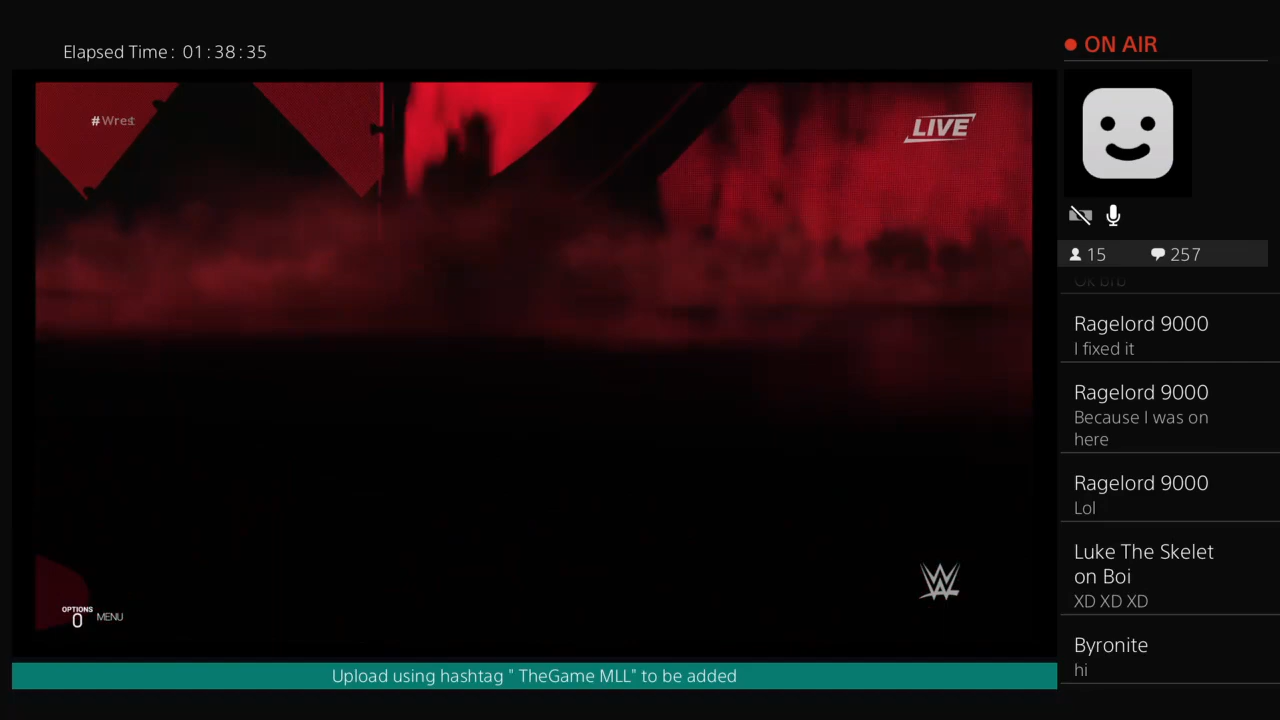 Elapsed Time: 01:38:35
ON AIR
#Wrest
LIVE
15 257
Ok brb
Ragelord 9000
I fixed it
Ragelord 9000
Because I was on
here
Ragelord 9000
Lol
Luke The Skelet
on Boi
XD XD XD
Byronite
hi
W
OPTIONS
MENU
Upload using hashtag " TheGame MLL" to be added